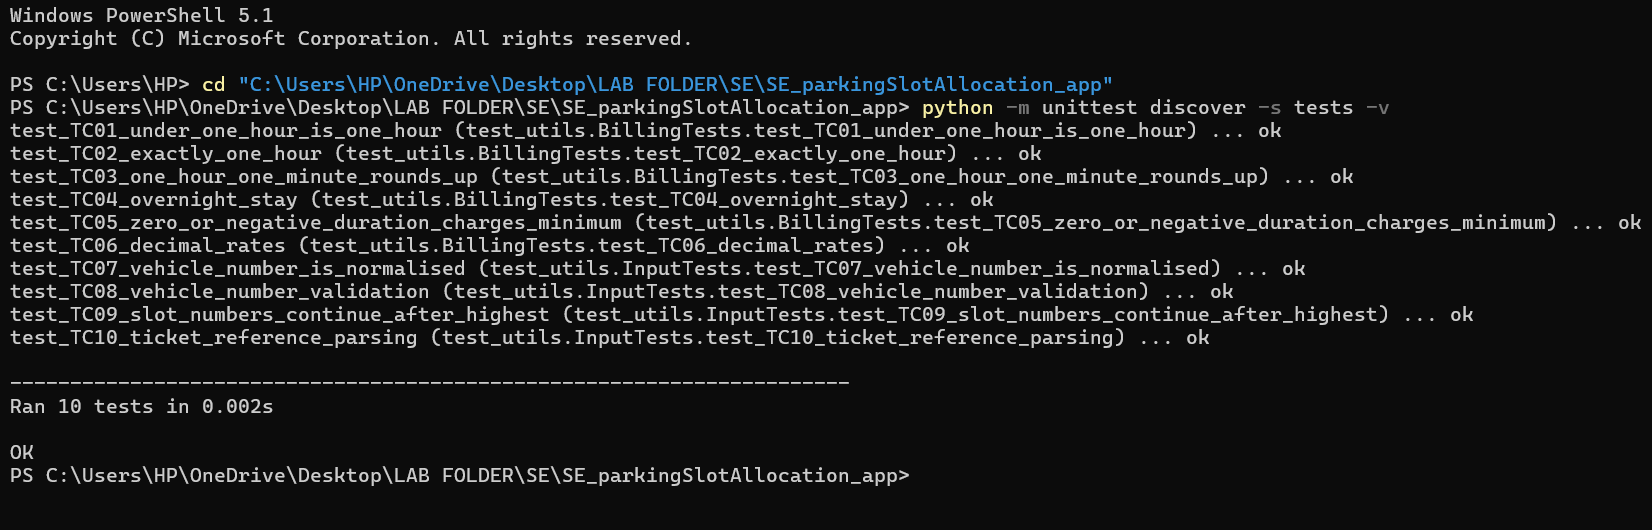 Windows PowerShell 5.1
Copyright (C) Microsoft Corporation. All rights reserved.
PS C:\Users\HP> cd "C:\Users\HP\OneDrive\Desktop\LAB FOLDER\SE\SE_parkingSlotAllocation_app"
PS C:\Users\HP\OneDrive\Desktop\LAB FOLDER\SE\SE_parkingSlotAllocation_app> python -m unittest discover -s tests -v
test_TC01_under_one_hour_is_one_hour (test_utils.BillingTests.test_TC01_under_one_hour_is_one_hour) ... ok
test_TC02_exactly_one_hour (test_utils.BillingTests.test_TC02_exactly_one_hour) ... ok
test_TC03_one_hour_one_minute_rounds_up (test_utils.BillingTests.test_TC03_one_hour_one_minute_rounds_up) ... ok
test_TC04_overnight_stay (test_utils.BillingTests.test_TC04_overnight_stay) ... ok
test_TC05_zero_or_negative_duration_charges_minimum (test_utils.BillingTests.test_TC05_zero_or_negative_duration_charges_minimum) ... ok
test_TC06_decimal_rates (test_utils.BillingTests.test_TC06_decimal_rates) ... ok
test_TC07_vehicle_number_is_normalised (test_utils.InputTests.test_TC07_vehicle_number_is_normalised) ... ok
test_TC08_vehicle_number_validation (test_utils.InputTests.test_TC08_vehicle_number_validation) ... ok
test_TC09_slot_numbers_continue_after_highest (test_utils.InputTests.test_TC09_slot_numbers_continue_after_highest) ... ok
test_TC10_ticket_reference_parsing (test_utils.InputTests.test_TC10_ticket_reference_parsing) ... ok
----------------------------------------------------------------------
Ran 10 tests in 0.002s
OK
PS C:\Users\HP\OneDrive\Desktop\LAB FOLDER\SE\SE_parkingSlotAllocation_app>